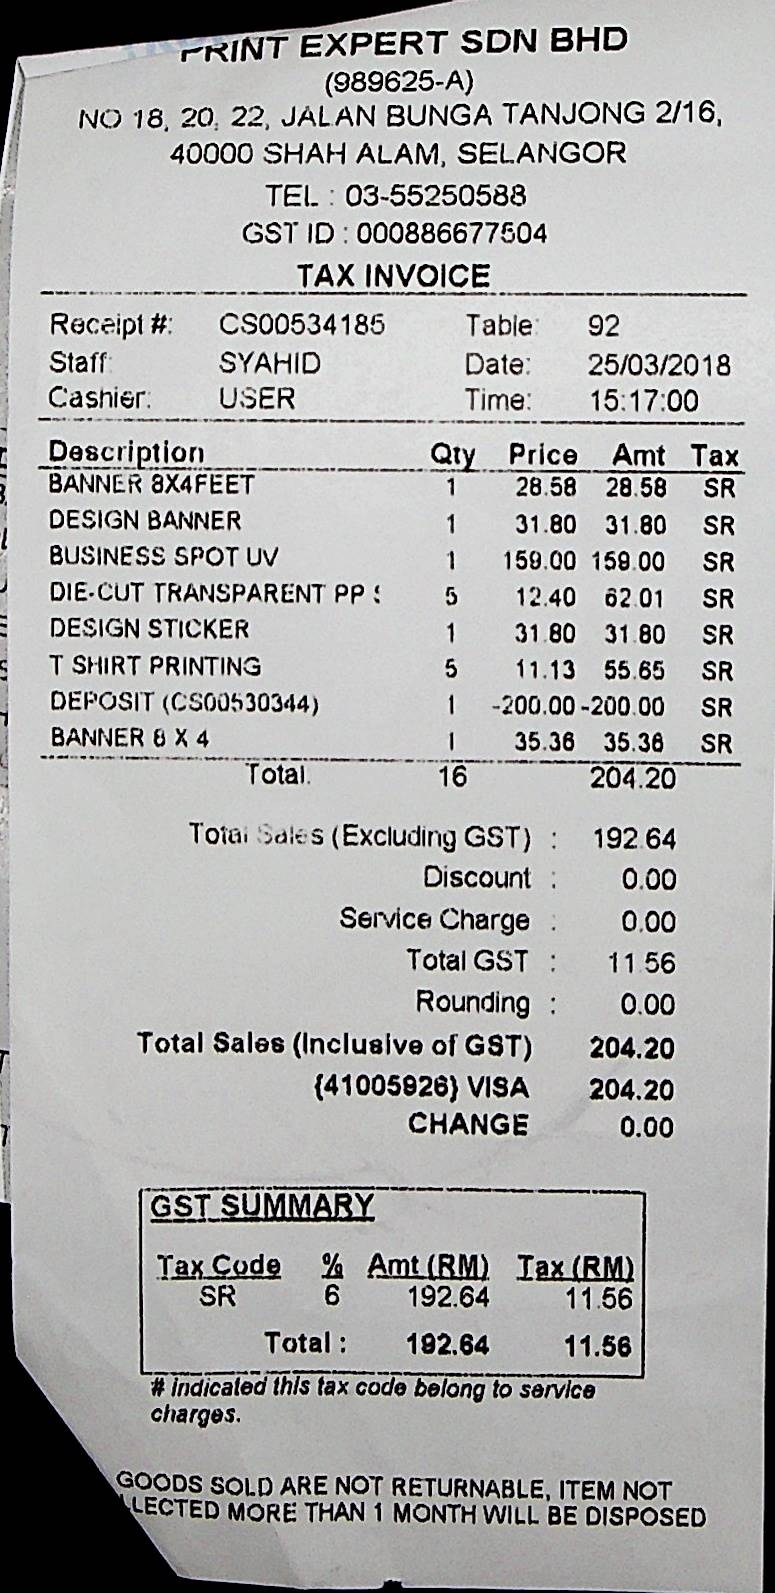 PRINT EXPERT SDN BHD
(989625-A)
NO 18, 20, 22, JALAN BUNGA TANJONG 2/16,
40000 SHAH ALAM, SELANGOR
TEL : 03-55250588
GST ID : 000886677504
TAX INVOICE
Receipt #: CS00534185 Table: 92
Staff: SYAHID Date: 25/03/2018
Cashier: USER Time: 15:17:00
Description Qty Price Amt Tax
BANNER 8X4FEET 1 28.58 28.58 SR
DESIGN BANNER 1 31.80 31.80 SR
BUSINESS SPOT UV 1 159.00 159.00 SR
DIE-CUT TRANSPARENT PP 5 12.40 62.01 SR
DESIGN STICKER 1 31.80 31.80 SR
T SHIRT PRINTING 5 11.13 55.65 SR
DEPOSIT (CS00530344) 1 -200.00 -200.00 SR
BANNER 8 X 4 1 35.36 35.36 SR
Total: 16 204.20
Total Sales (Excluding GST) : 192.64
Discount : 0.00
Service Charge : 0.00
Total GST : 11.56
Rounding : 0.00
Total Sales (Inclusive of GST) 204.20
{41005926} VISA 204.20
CHANGE 0.00
GST SUMMARY
Tax Code % Amt (RM) Tax (RM)
SR 6 192.64 11.56
Total : 192.64 11.56
# indicated this tax code belong to service
charges.
GOODS SOLD ARE NOT RETURNABLE, ITEM NOT
LLECTED MORE THAN 1 MONTH WILL BE DISPOSED